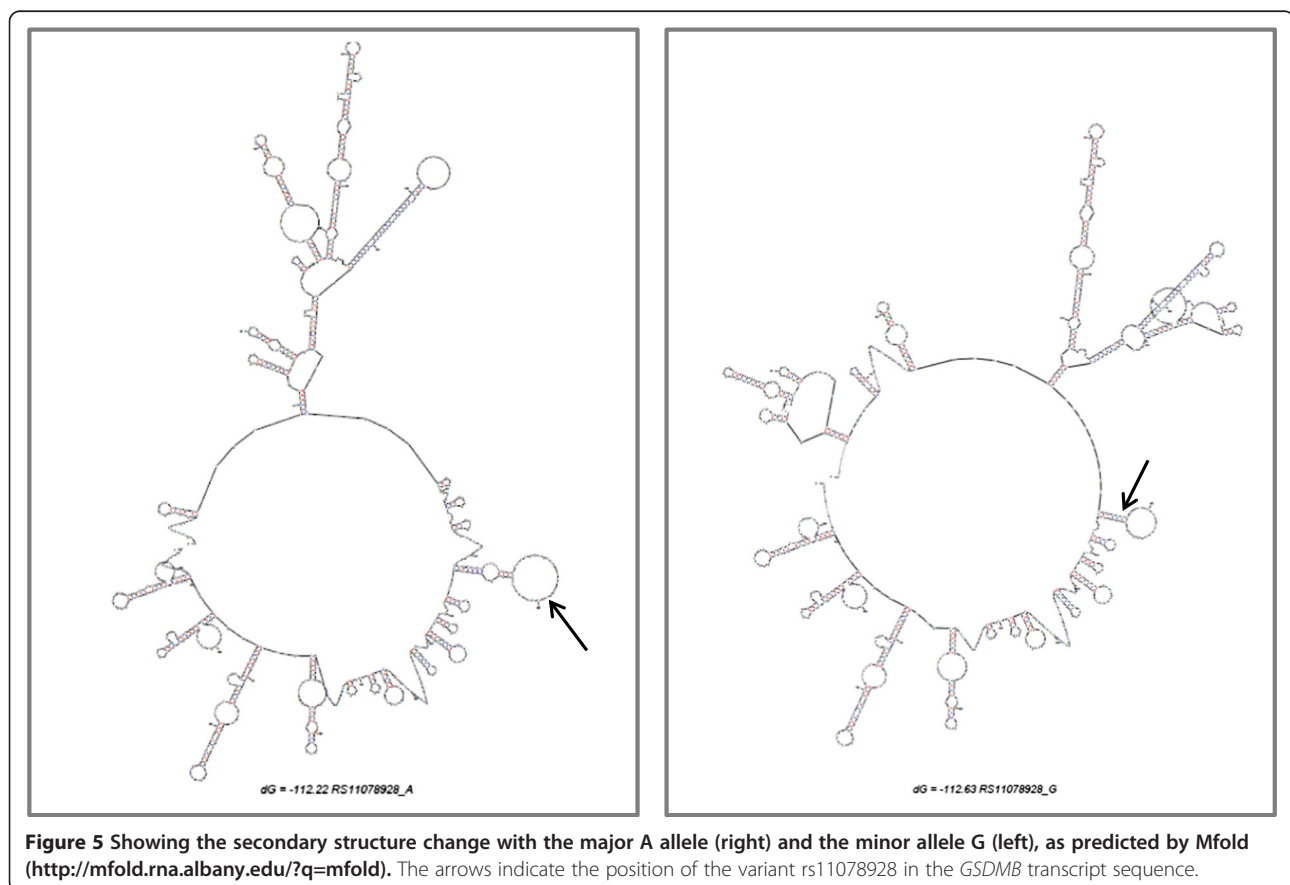 dG = -112.22 RS11078928_A
dG = -112.63 RS11078928_G
Figure 5 Showing the secondary structure change with the major A allele (right) and the minor allele G (left), as predicted by Mfold
(http://mfold.rna.albany.edu/?q=mfold). The arrows indicate the position of the variant rs11078928 in the GSDMB transcript sequence.